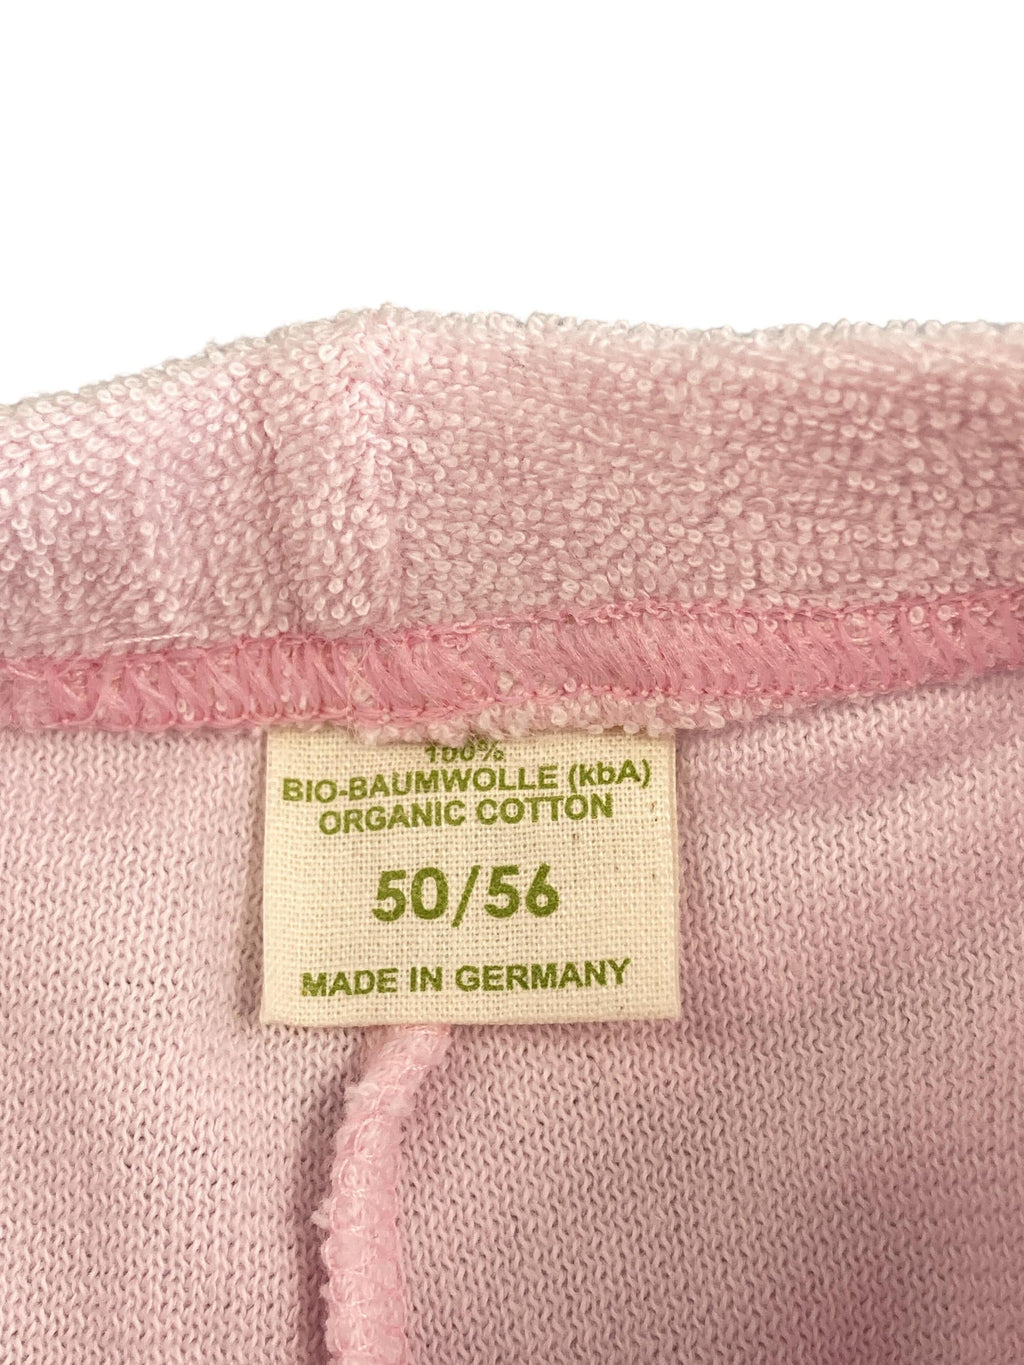 100%
BIO-BAUMWOLLE (kbA)
ORGANIC COTTON
50/56
MADE IN GERMANY